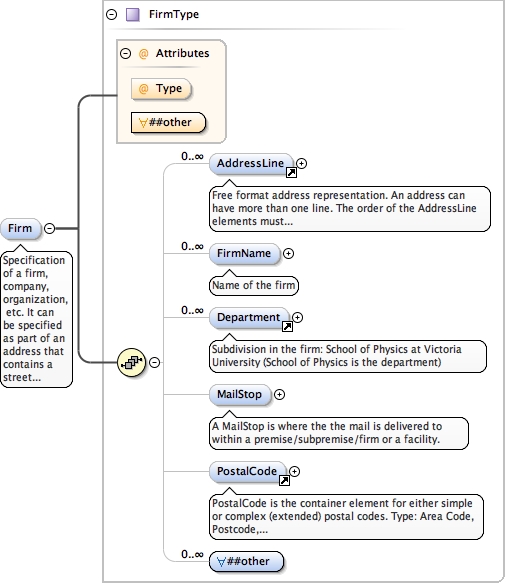 FirmType
@ Attributes
@ Type
∀##other
0..∞
AddressLine
Free format address representation. An address can
have more than one line. The order of the AddressLine
elements must...
Firm
Specification
of a firm,
company,
organization,
etc. It can
be specified
as part of an
address that
contains a
street...
0..∞
FirmName
Name of the firm
0..∞
Department
Subdivision in the firm: School of Physics at Victoria
University (School of Physics is the department)
MailStop
A MailStop is where the the mail is delivered to
within a premise/subpremise/firm or a facility.
PostalCode
PostalCode is the container element for either simple
or complex (extended) postal codes. Type: Area Code,
Postcode,...
0..∞
∀##other